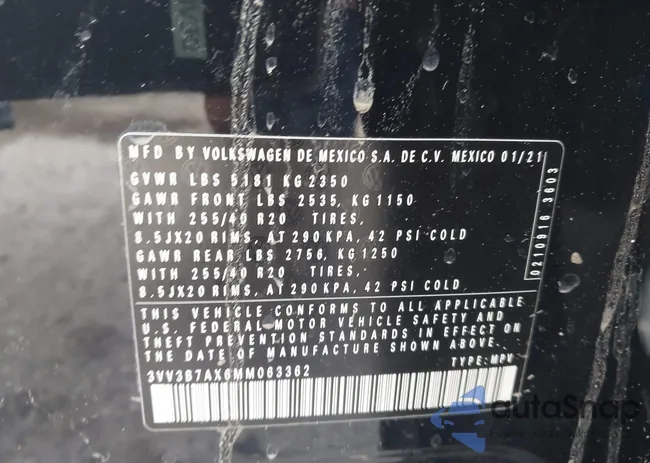 MFD BY VOLKSWAGEN DE MEXICO S.A. DE C.V. MEXICO 01/21
GVWR LBS 5181 KG 2350
GAWR FRONT LBS 2535, KG 1150
WITH 255/40 R20 TIRES,
8.5JX20 RIMS, AT 290 KPA, 42 PSI COLD
GAWR REAR LBS 2756, KG 1250
WITH 255/40 R20 TIRES,
8.5JX20 RIMS, AT 290 KPA, 42 PSI COLD
0210916 3603
THIS VEHICLE CONFORMS TO ALL APPLICABLE
U.S. FEDERAL MOTOR VEHICLE SAFETY AND
THEFT PREVENTION STANDARDS IN EFFECT ON
THE DATE OF MANUFACTURE SHOWN ABOVE.
3VV3B7AX6MM063362 TYPE: MPV
autoSnap